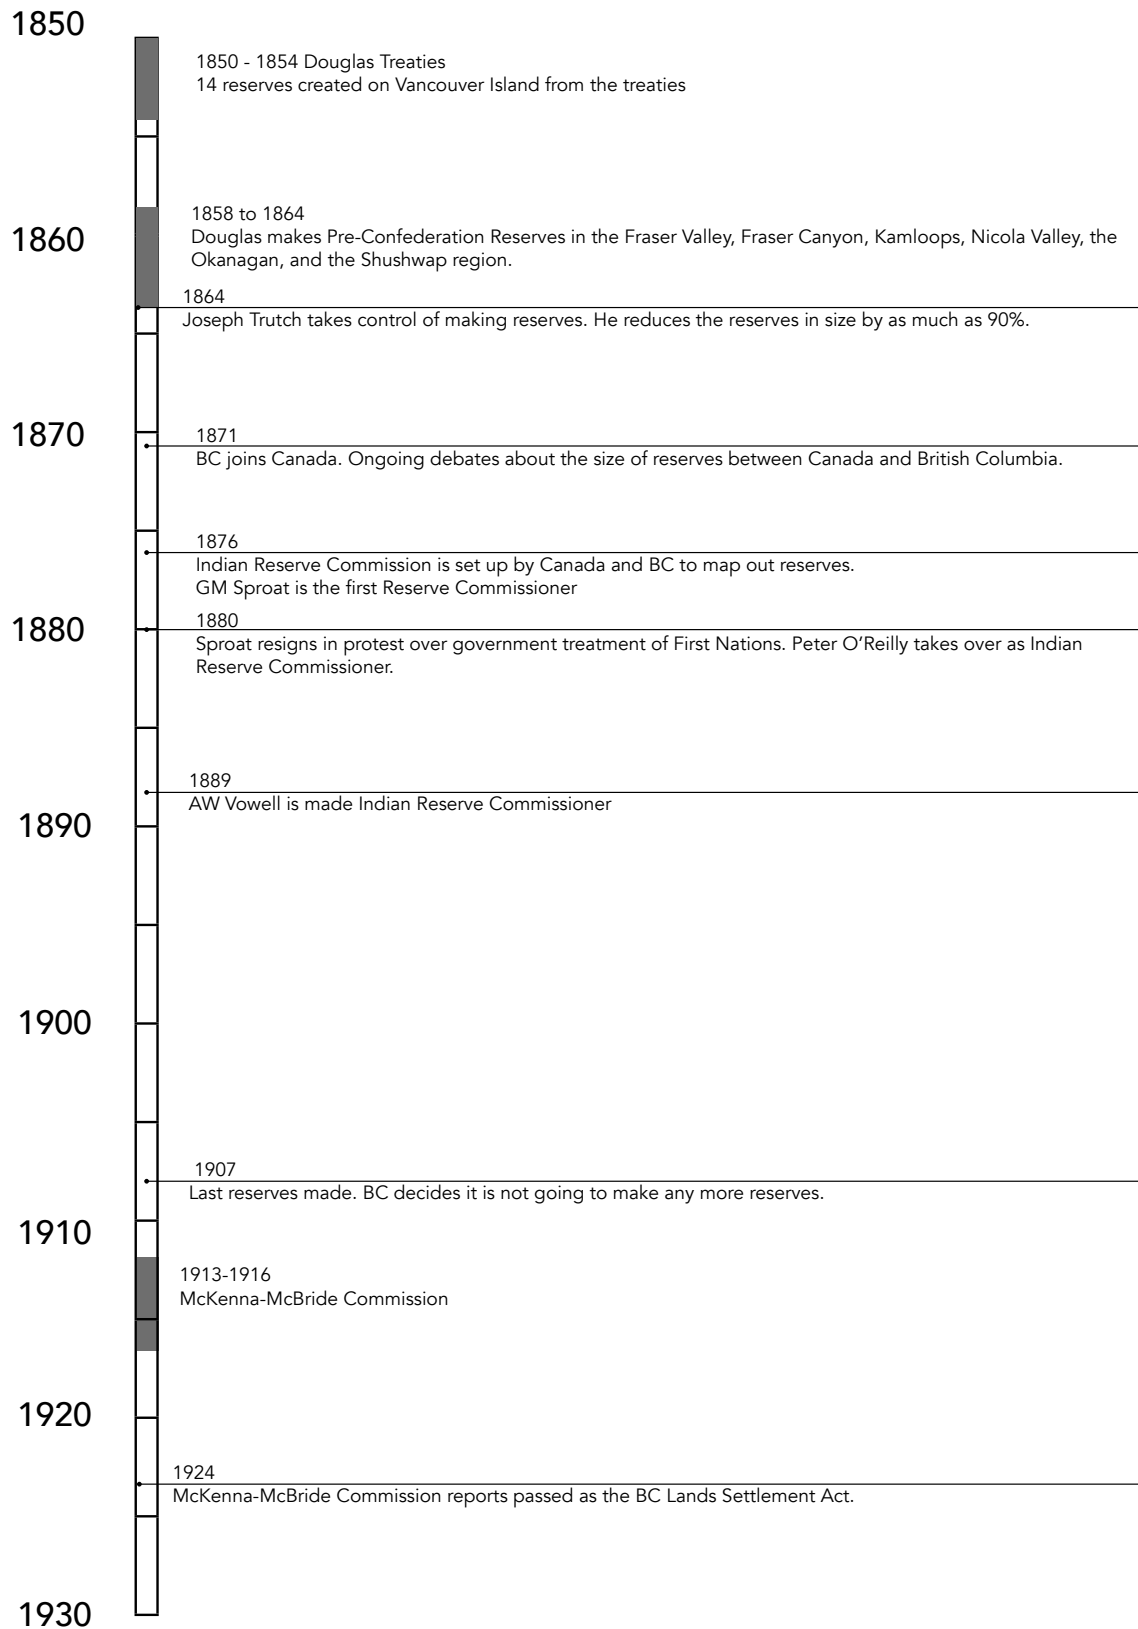 1850
1850 - 1854 Douglas Treaties
14 reserves created on Vancouver Island from the treaties
1858 to 1864
1860
Douglas makes Pre-Confederation Reserves in the Fraser Valley, Fraser Canyon, Kamloops, Nicola Valley, the
Okanagan, and the Shushwap region.
1864
Joseph Trutch takes control of making reserves. He reduces the reserves in size by as much as 90%.
1870
1871
BC joins Canada. Ongoing debates about the size of reserves between Canada and British Columbia.
1876
Indian Reserve Commission is set up by Canada and BC to map out reserves.
GM Sproat is the first Reserve Commissioner
1880
1880
Sproat resigns in protest over government treatment of First Nations. Peter O'Reilly takes over as Indian
Reserve Commissioner.
1889
AW Vowell is made Indian Reserve Commissioner
1890
1900
1907
Last reserves made. BC decides it is not going to make any more reserves.
1910
1913-1916
McKenna-McBride Commission
1920
1924
McKenna-McBride Commission reports passed as the BC Lands Settlement Act.
1930